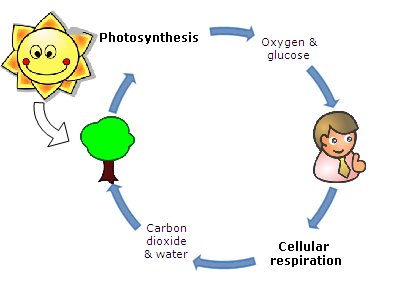 Photosynthesis
Oxygen &
glucose
Cellular
respiration
Carbon
dioxide
& water